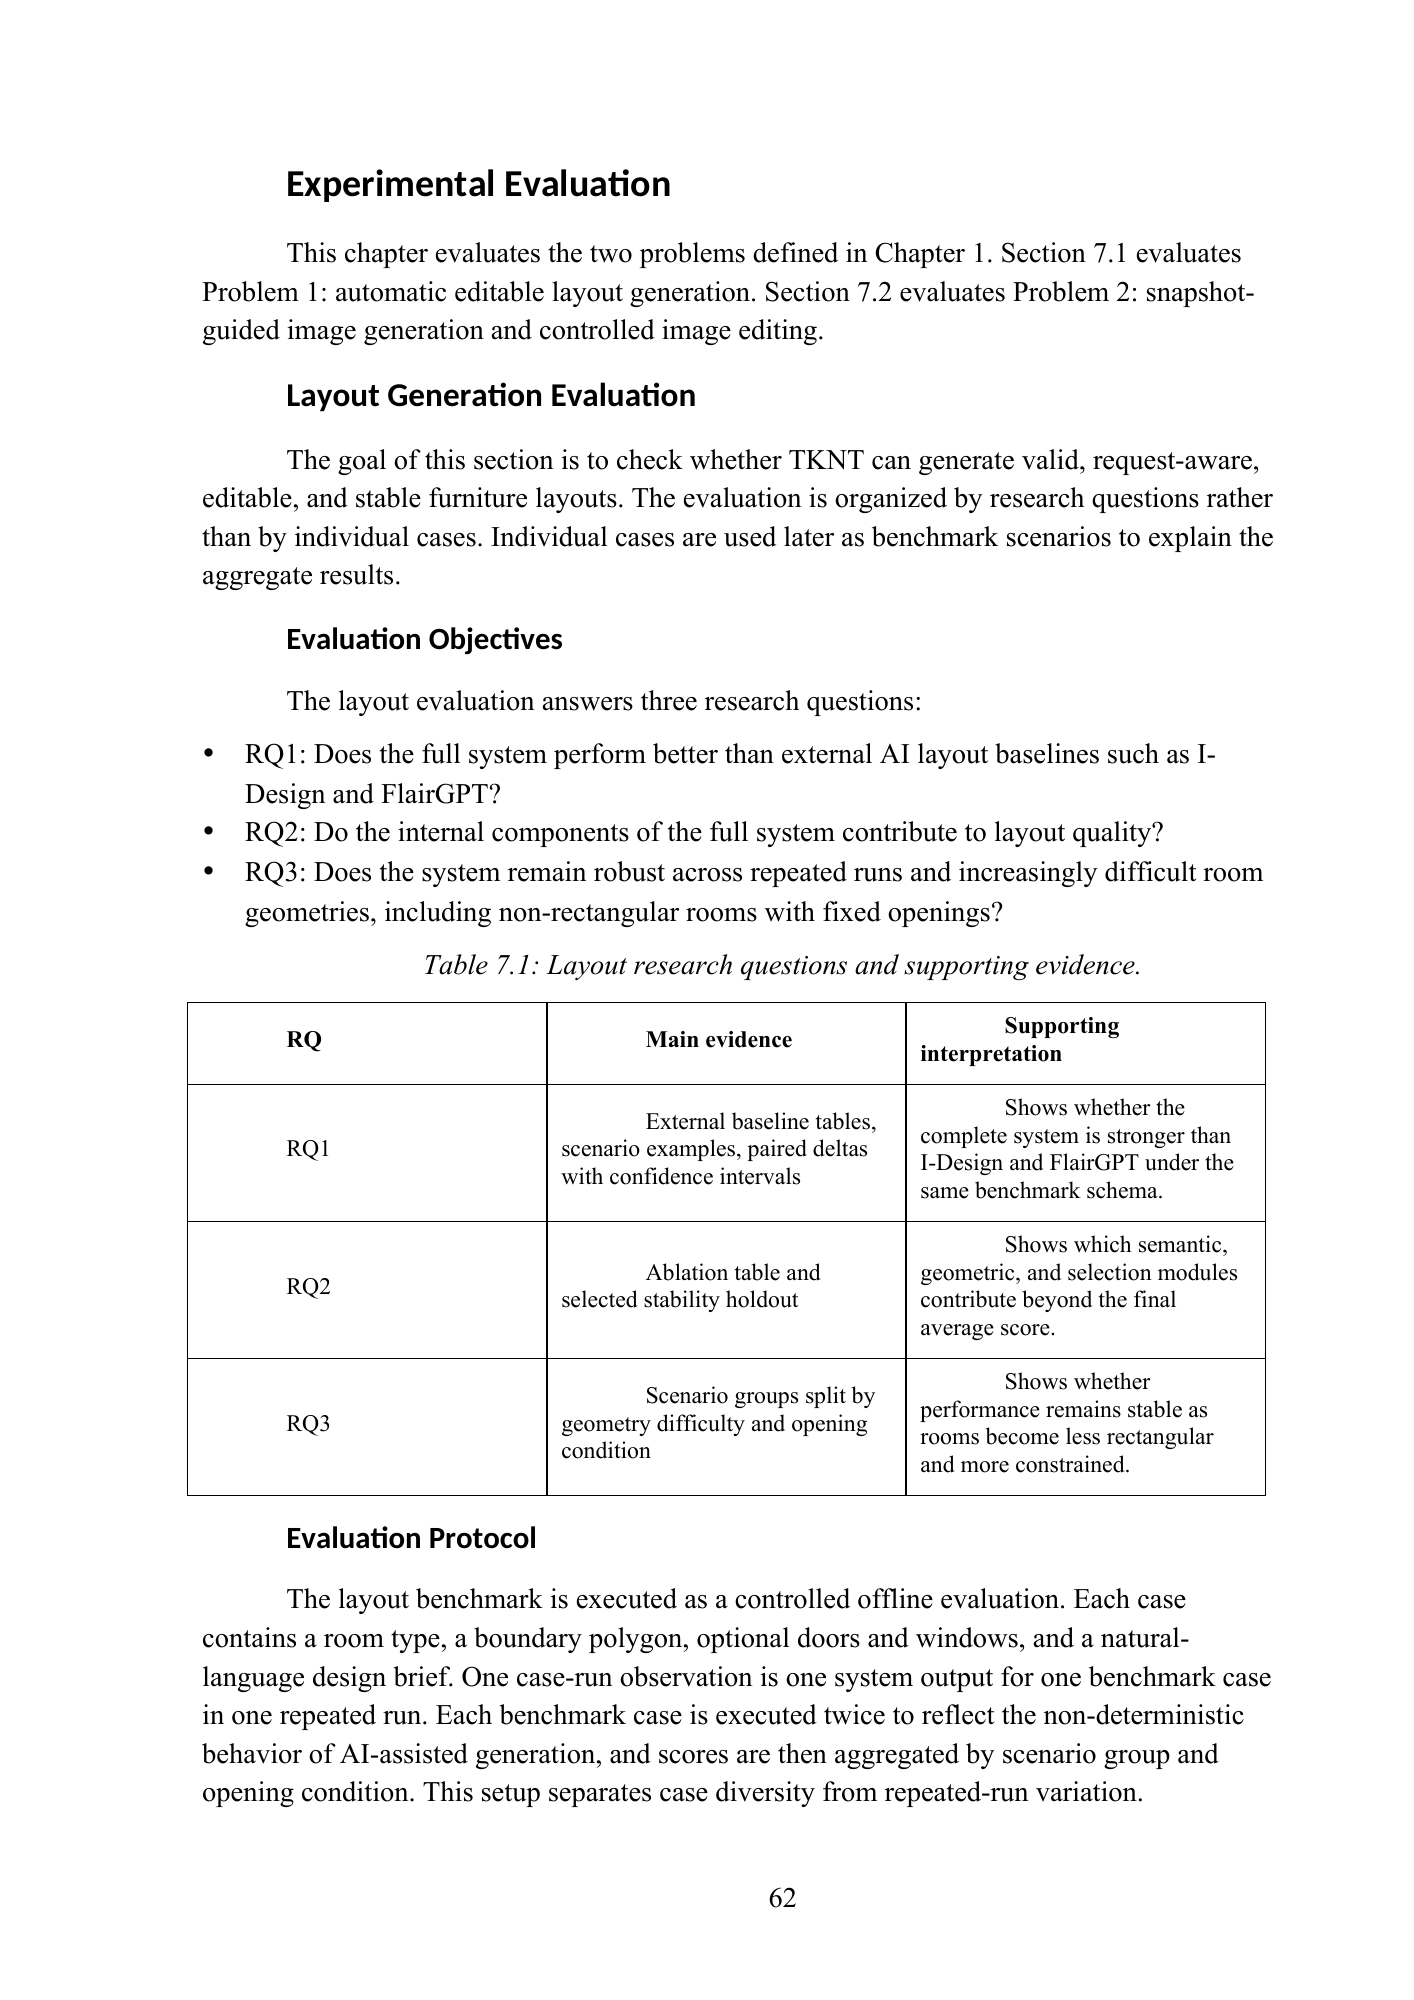 Experimental Evaluation
This chapter evaluates the two problems defined in Chapter 1. Section 7.1 evaluates
Problem 1: automatic editable layout generation. Section 7.2 evaluates Problem 2: snapshot-
guided image generation and controlled image editing.
Layout Generation Evaluation
The goal of this section is to check whether TKNT can generate valid, request-aware,
editable, and stable furniture layouts. The evaluation is organized by research questions rather
than by individual cases. Individual cases are used later as benchmark scenarios to explain the
aggregate results.
Evaluation Objectives
The layout evaluation answers three research questions:
• RQ1: Does the full system perform better than external AI layout baselines such as I-
Design and FlairGPT?
• RQ2: Do the internal components of the full system contribute to layout quality?
• RQ3: Does the system remain robust across repeated runs and increasingly difficult room
geometries, including non-rectangular rooms with fixed openings?
Table 7.1: Layout research questions and supporting evidence.
RQ
Main evidence
Supporting
interpretation
RQ1
External baseline tables,
scenario examples, paired deltas
with confidence intervals
Shows whether the
complete system is stronger than
I-Design and FlairGPT under the
same benchmark schema.
RQ2
Ablation table and
selected stability holdout
Shows which semantic,
geometric, and selection modules
contribute beyond the final
average score.
RQ3
Scenario groups split by
geometry difficulty and opening
condition
Shows whether
performance remains stable as
rooms become less rectangular
and more constrained.
Evaluation Protocol
The layout benchmark is executed as a controlled offline evaluation. Each case
contains a room type, a boundary polygon, optional doors and windows, and a natural-
language design brief. One case-run observation is one system output for one benchmark case
in one repeated run. Each benchmark case is executed twice to reflect the non-deterministic
behavior of AI-assisted generation, and scores are then aggregated by scenario group and
opening condition. This setup separates case diversity from repeated-run variation.
62